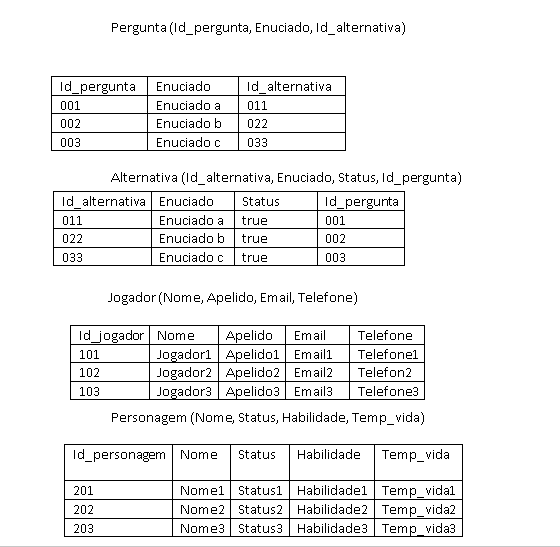 Pergunta (Id_pergunta, Enuciado, Id_alternativa)
Id_pergunta Enuciado Id_alternativa
001 Enuciado a 011
002 Enuciado b 022
003 Enuciado c 033
Alternativa (Id_alternativa, Enuciado, Status, Id_pergunta)
Id_alternativa Enuciado Status Id_pergunta
011 Enuciado a true 001
022 Enuciado b true 002
033 Enuciado c true 003
Jogador (Nome, Apelido, Email, Telefone)
Id_jogador Nome Apelido Email Telefone
101 Jogador1 Apelido1 Email1 Telefone1
102 Jogador2 Apelido2 Email2 Telefon2
103 Jogador3 Apelido3 Email3 Telefone3
Personagem (Nome, Status, Habilidade, Temp_vida)
Id_personagem Nome Status Habilidade Temp_vida
201 Nome1 Status1 Habilidade1 Temp_vida1
202 Nome2 Status2 Habilidade2 Temp_vida2
203 Nome3 Status3 Habilidade3 Temp_vida3